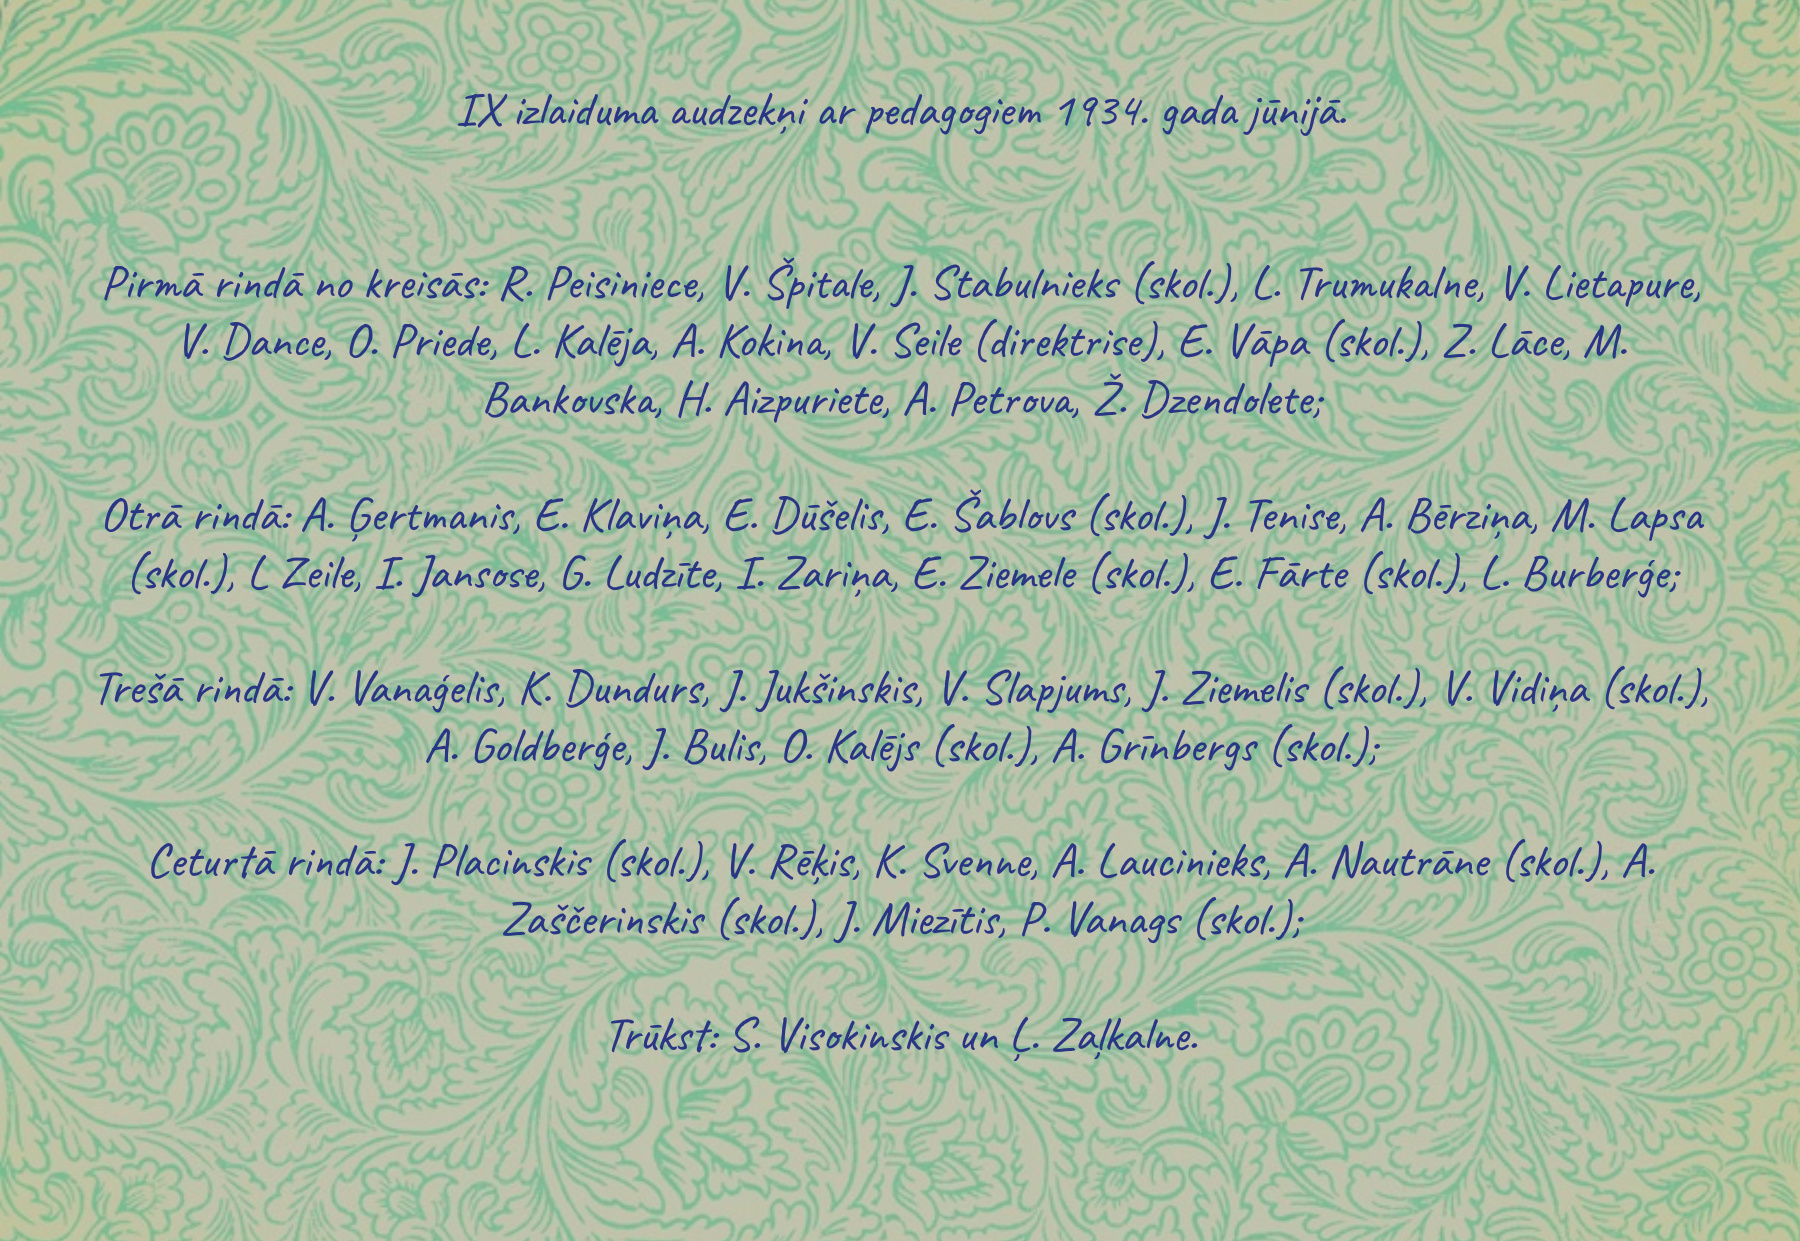 IX izlaiduma audzekņi ar pedagogiem 1934. gada jūnijā.
Pirmā rindā no kreisās: R. Peisiniece, V. Špitale, J. Stabulnieks (skol.), L. Trumukalne, V. Lietapure,
V. Dance, O. Priede, L. Kalēja, A. Kokina, V. Seile (direktrise), E. Vāpa (skol.), Z. Lāce, M.
Bankovska, H. Aizpuriete, A. Petrova, Ž. Dzendolete;
Otrā rindā: A. Ģertmanis, E. Klaviņa, E. Dūšelis, E. Šablovs (skol.), J. Tenise, A. Bērziņa, M. Lapsa
(skol.), L Zeile, I. Jansose, G. Ludzīte, I. Zariņa, E. Ziemele (skol.), E. Fārte (skol.), L. Burberģe;
Trešā rindā: V. Vanaģelis, K. Dundurs, J. Jukšinskis, V. Slapjums, J. Ziemelis (skol.), V. Vidiņa (skol.),
A. Goldberģe, J. Bulis, O. Kalējs (skol.), A. Grīnbergs (skol.);
Ceturtā rindā: J. Placinskis (skol.), V. Rēķis, K. Svenne, A. Laucinieks, A. Nautrāne (skol.), A.
Zaščerinskis (skol.), J. Miezītis, P. Vanags (skol.);
Trūkst: S. Visokinskis un Ļ. Zaļkalne.